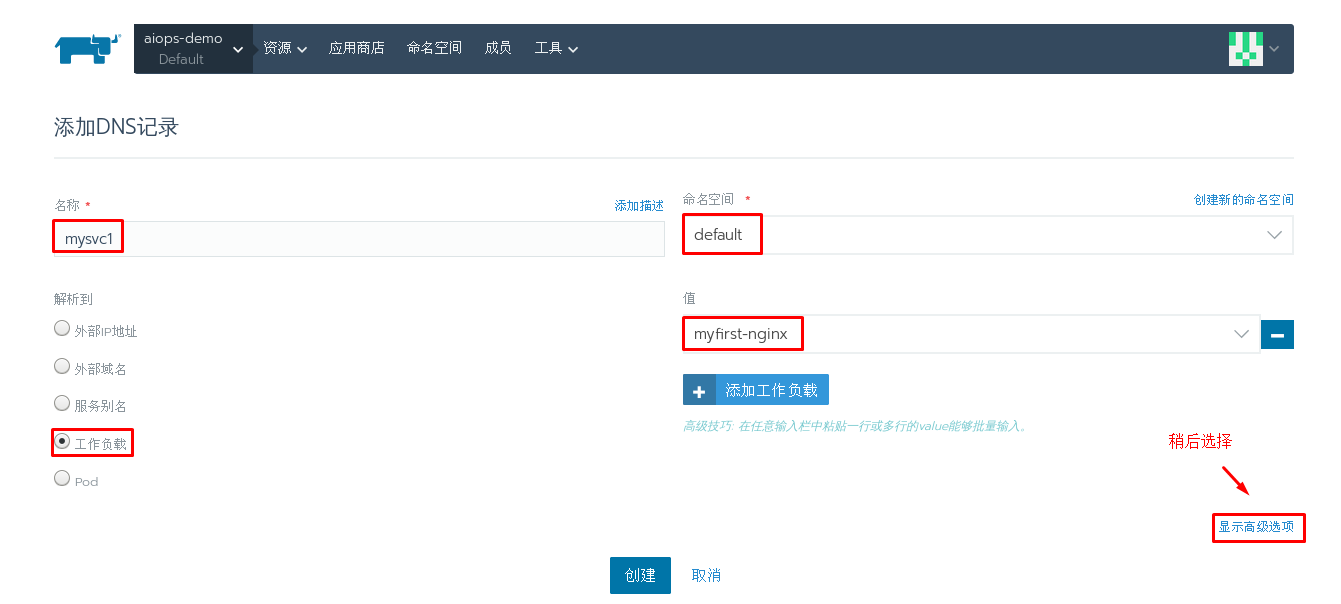 aiops-demo
Default
资源 应用商店 命名空间 成员 工具
添加DNS记录
名称 * 添加描述
mysvc1
命名空间 * 创建新的命名空间
default
解析到
外部IP地址
外部域名
服务别名
工作负载
Pod
值
myfirst-nginx
添加工作负载
高级技巧: 在任意输入栏中粘贴一行或多行的value能够批量输入。
稍后选择
显示高级选项
创建 取消